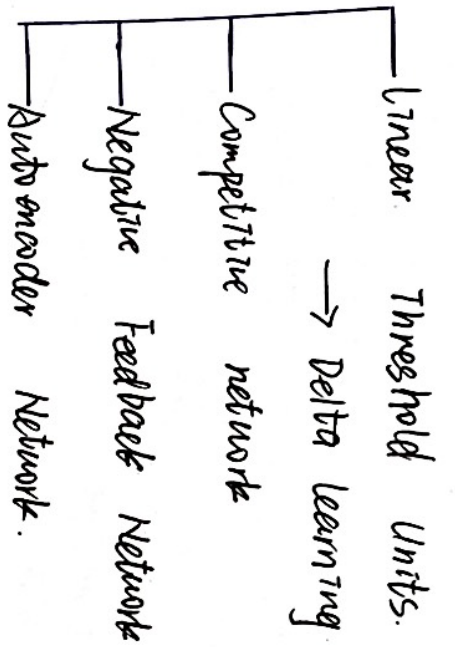 Linear Threshold Units.
→ Delta learning
Competitive network
Negative Feedback Network
Autoencoder Network.